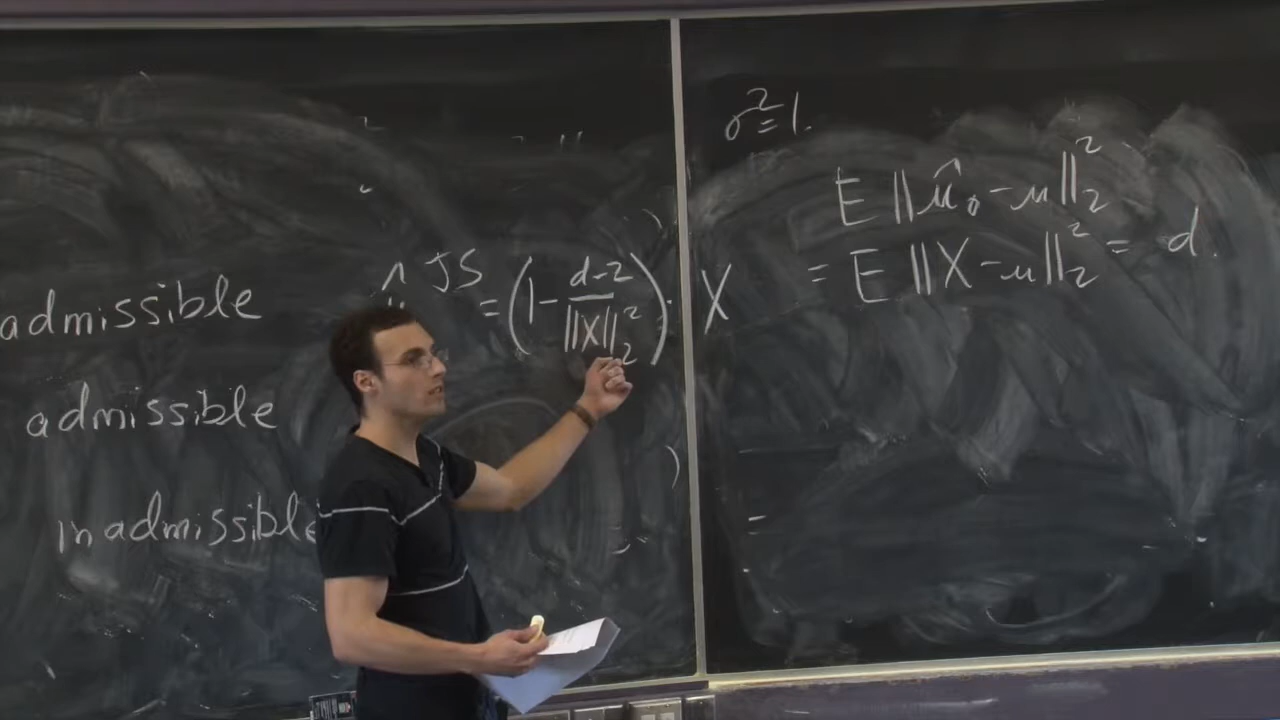 admissible
admissible
inadmissible
^ JS = (1 - d-2 / ||X||₂²) · X
σ² = 1.
E ||μ̂₀ - μ||₂²
= E ||X - μ||₂² = d.